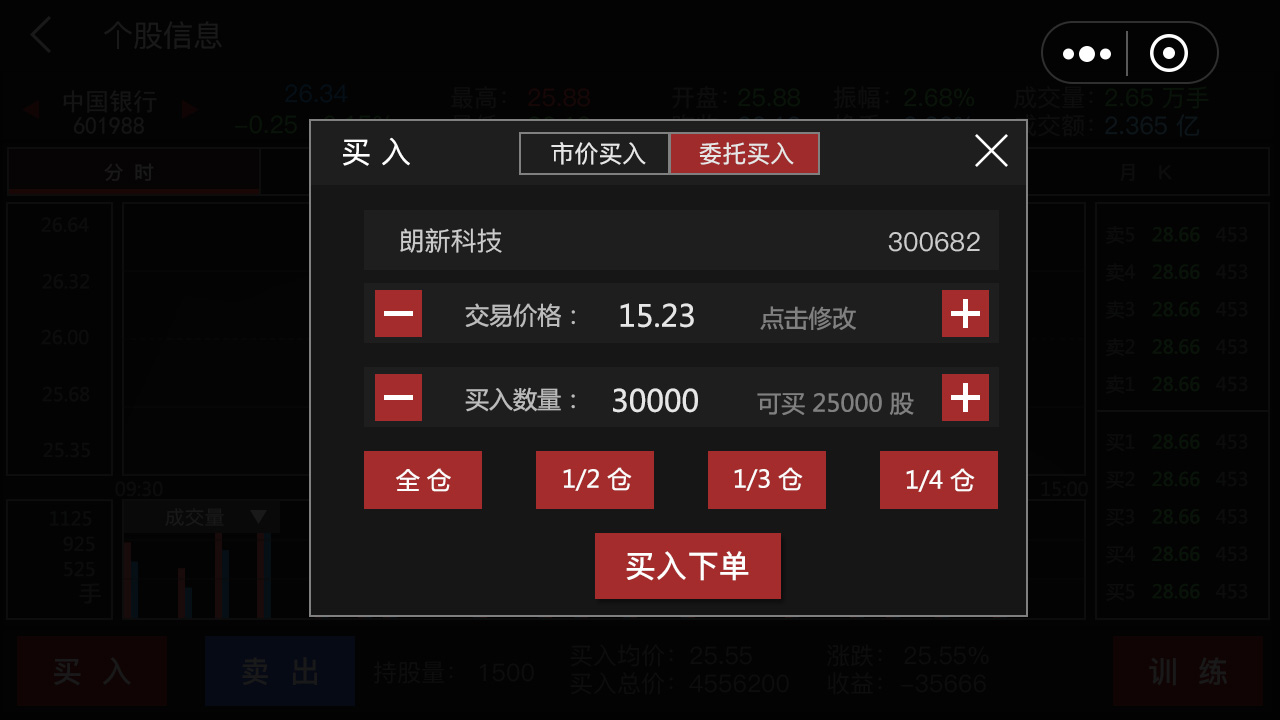 个股信息
中国银行
601988
26.34
-0.25
最高: 25.88
开盘: 25.88
振幅: 2.68%
成交量: 2.65 万手
成交额: 2.365 亿
分 时
月 K
买 入
市价买入
委托买入
朗新科技
300682
交易价格: 15.23 点击修改
买入数量: 30000 可买 25000 股
全 仓
1/2 仓
1/3 仓
1/4 仓
买入下单
26.64
26.32
26.00
25.68
25.35
09:30
15:00
1125
925
525
手
成交量
卖5 28.66 453
卖4 28.66 453
卖3 28.66 453
卖2 28.66 453
卖1 28.66 453
买1 28.66 453
买2 28.66 453
买3 28.66 453
买4 28.66 453
买5 28.66 453
买 入
卖 出
持股量: 1500
买入均价: 25.55
买入总价: 4556200
涨跌: 25.55%
收益: -35666
训 练